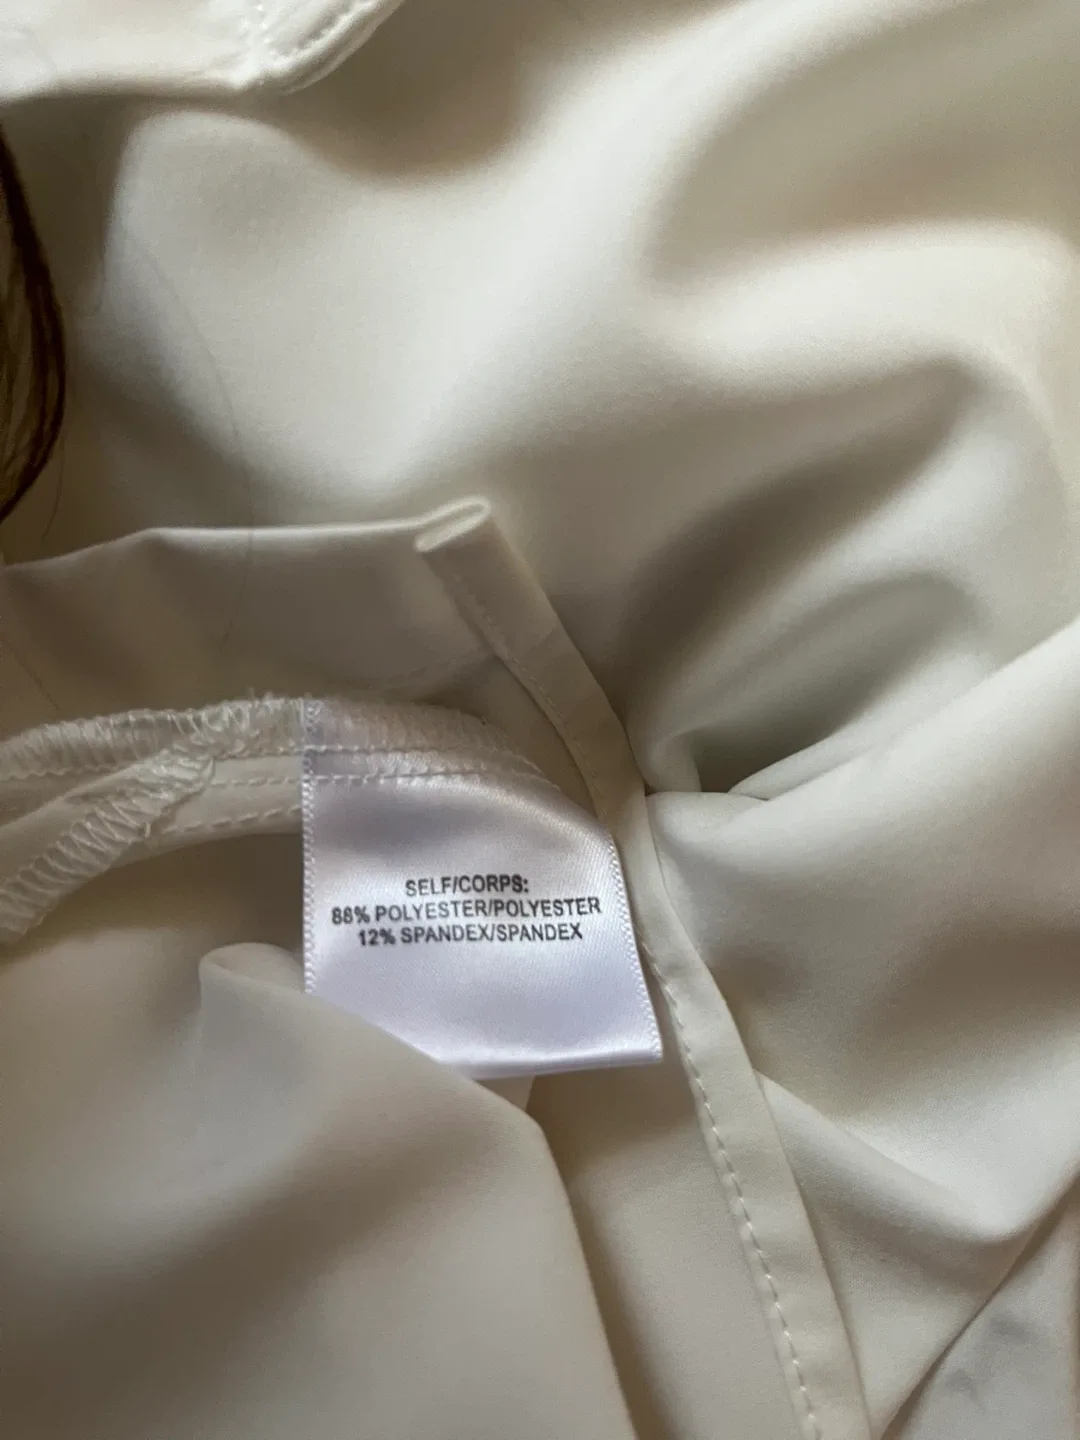 SELF/CORPS:
88% POLYESTER/POLYESTER
12% SPANDEX/SPANDEX